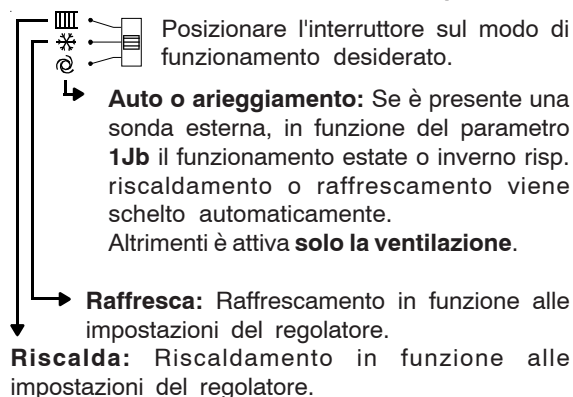 Posizionare l'interruttore sul modo di
funzionamento desiderato.
Auto o arieggiamento: Se è presente una
sonda esterna, in funzione del parametro
1Jb il funzionamento estate o inverno risp.
riscaldamento o raffrescamento viene
schelto automaticamente.
Altrimenti è attiva solo la ventilazione.
Raffresca: Raffrescamento in funzione alle
impostazioni del regolatore.
Riscalda: Riscaldamento in funzione alle
impostazioni del regolatore.